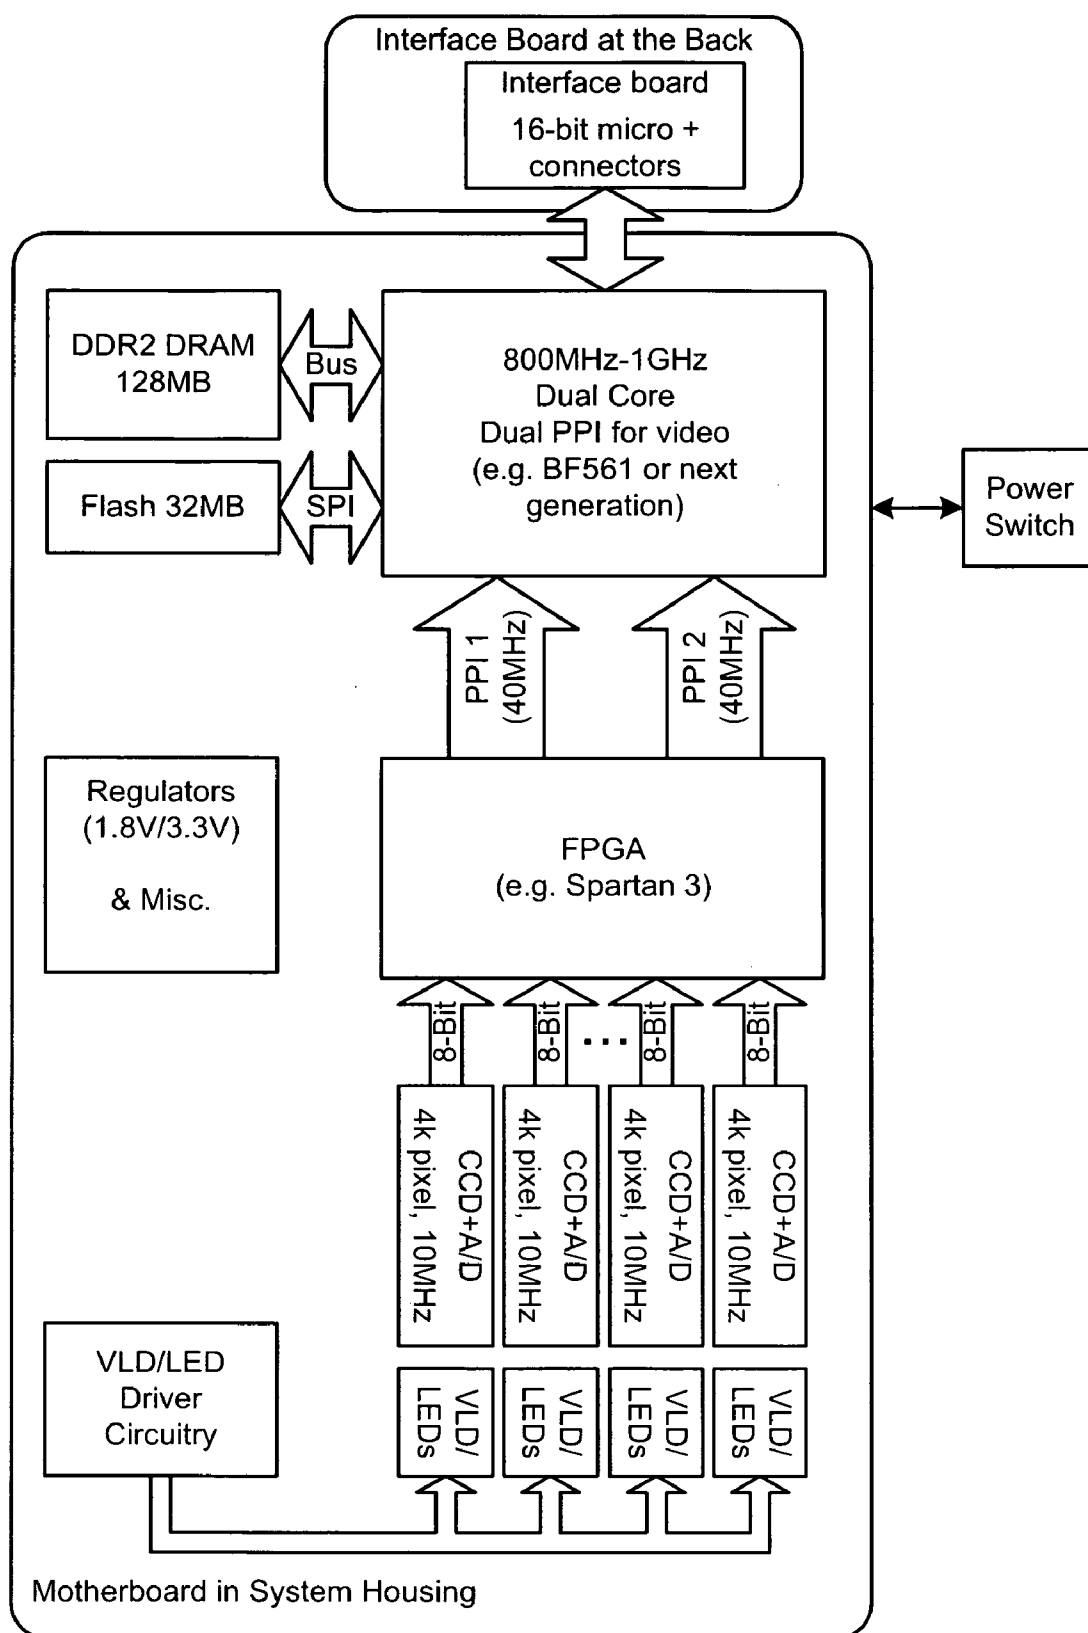 Interface Board at the Back
Interface board
16-bit micro +
connectors
DDR2 DRAM
128MB
Bus
800MHz-1GHz
Dual Core
Dual PPI for video
(e.g. BF561 or next
generation)
Flash 32MB
SPI
Power
Switch
PPI 1
(40MHz)
PPI 2
(40MHz)
Regulators
(1.8V/3.3V)
& Misc.
FPGA
(e.g. Spartan 3)
8-Bit
8-Bit
...
8-Bit
8-Bit
CCD+A/D
4k pixel, 10MHz
CCD+A/D
4k pixel, 10MHz
CCD+A/D
4k pixel, 10MHz
CCD+A/D
4k pixel, 10MHz
VLD/LED
Driver
Circuitry
VLD/
LEDs
VLD/
LEDs
VLD/
LEDs
VLD/
LEDs
Motherboard in System Housing